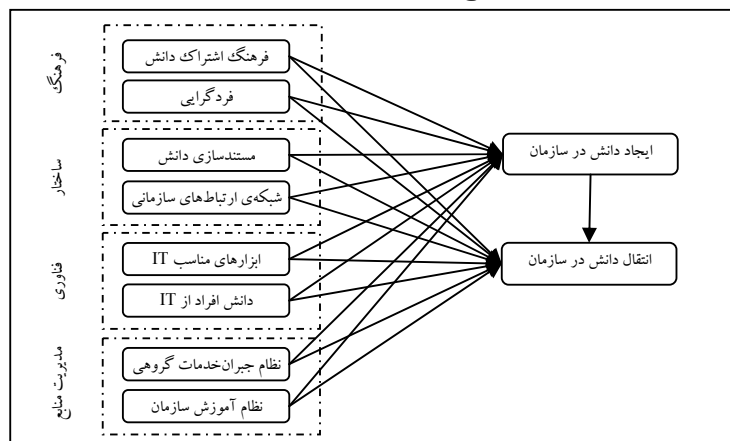 فرهنگ
فرهنگ اشتراک دانش
فردگرایی
ساختار
مستندسازی دانش
شبکه‌ی ارتباط‌های سازمانی
فناوری
ابزارهای مناسب IT
دانش افراد از IT
مدیریت منابع
نظام جبران‌خدمات گروهی
نظام آموزش سازمان
ایجاد دانش در سازمان
انتقال دانش در سازمان